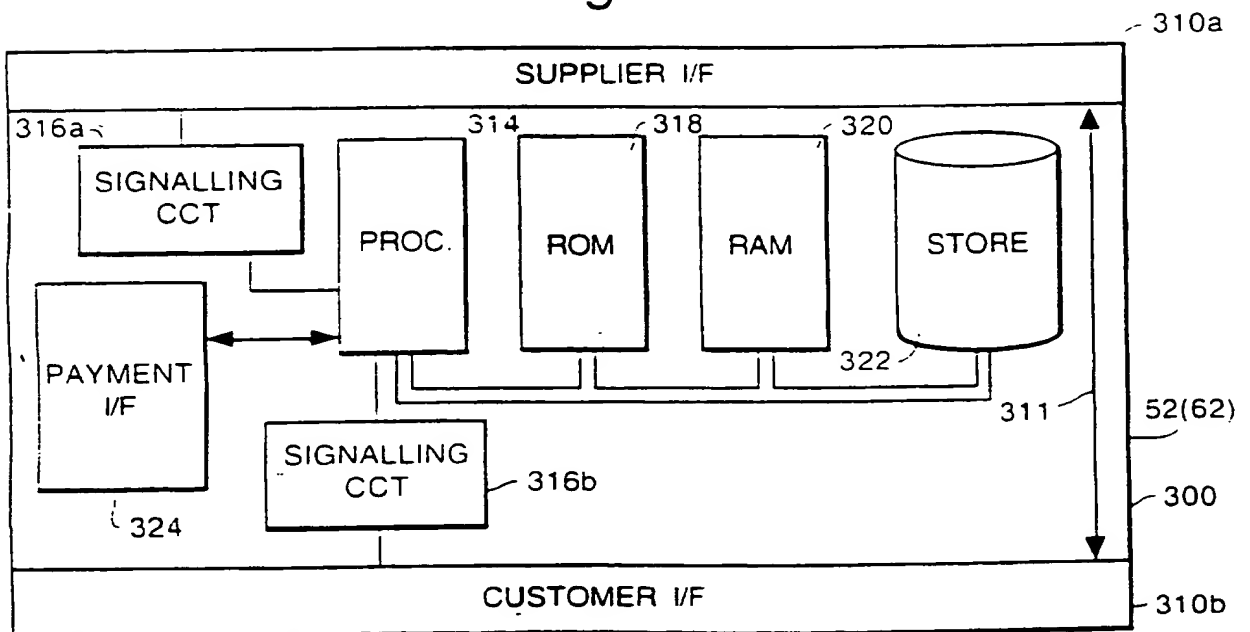 310a
SUPPLIER I/F
316a
314
318
320
SIGNALLING
CCT
PROC.
ROM
RAM
STORE
322
PAYMENT
I/F
311
52(62)
SIGNALLING
CCT
316b
300
324
CUSTOMER I/F
310b